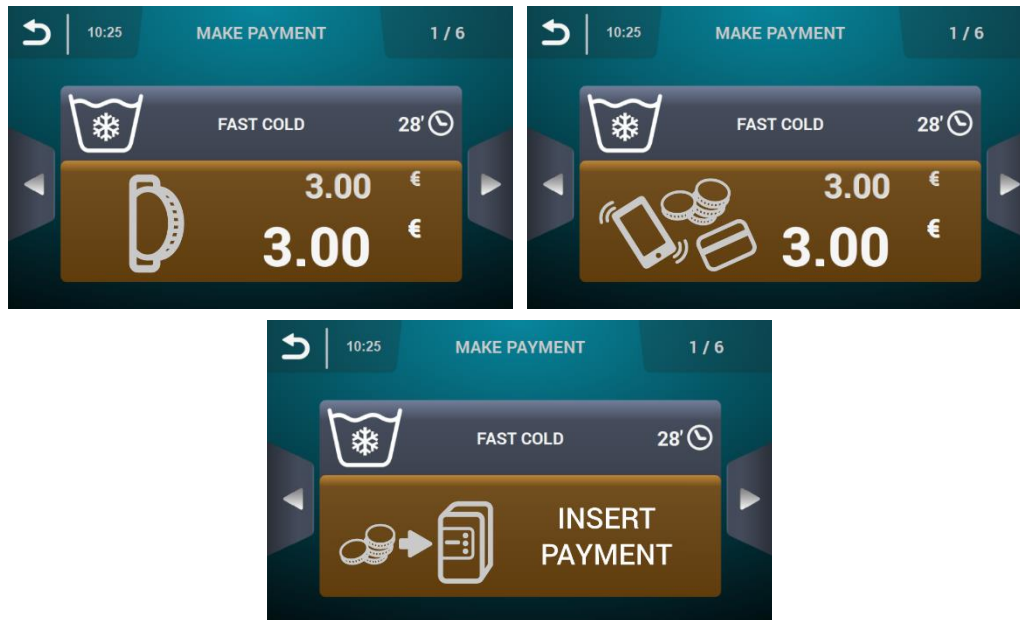 10:25 MAKE PAYMENT 1 / 6
FAST COLD 28'
3.00 €
3.00 €
10:25 MAKE PAYMENT 1 / 6
FAST COLD 28'
3.00 €
3.00 €
10:25 MAKE PAYMENT 1 / 6
FAST COLD 28'
INSERT
PAYMENT